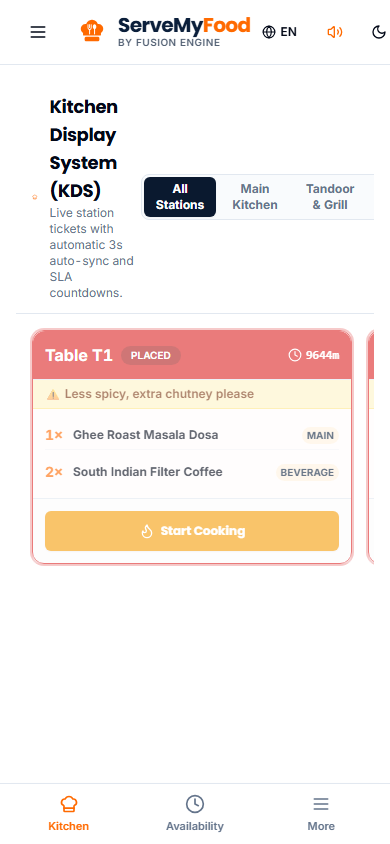 ServeMyFood
BY FUSION ENGINE
EN
Kitchen
Display
System
(KDS)
Live station
tickets with
automatic 3s
auto-sync and
SLA
countdowns.
All
Stations
Main
Kitchen
Tandoor
& Grill
Table T1
PLACED
9644m
Less spicy, extra chutney please
1× Ghee Roast Masala Dosa MAIN
2× South Indian Filter Coffee BEVERAGE
Start Cooking
Kitchen
Availability
More